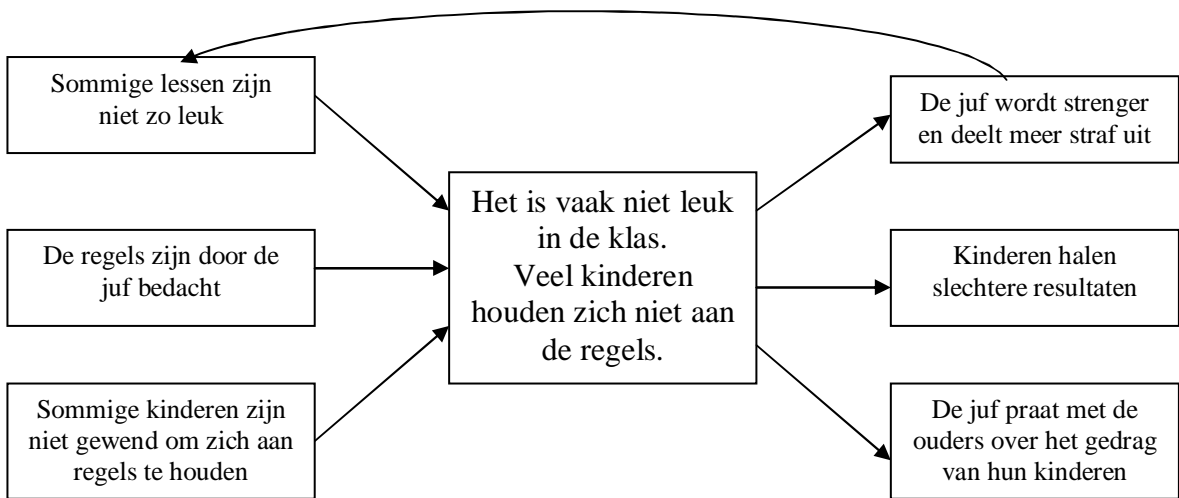 Sommige lessen zijn
niet zo leuk
De regels zijn door de
juf bedacht
Sommige kinderen zijn
niet gewend om zich aan
regels te houden
Het is vaak niet leuk
in de klas.
Veel kinderen
houden zich niet aan
de regels.
De juf wordt strenger
en deelt meer straf uit
Kinderen halen
slechtere resultaten
De juf praat met de
ouders over het gedrag
van hun kinderen